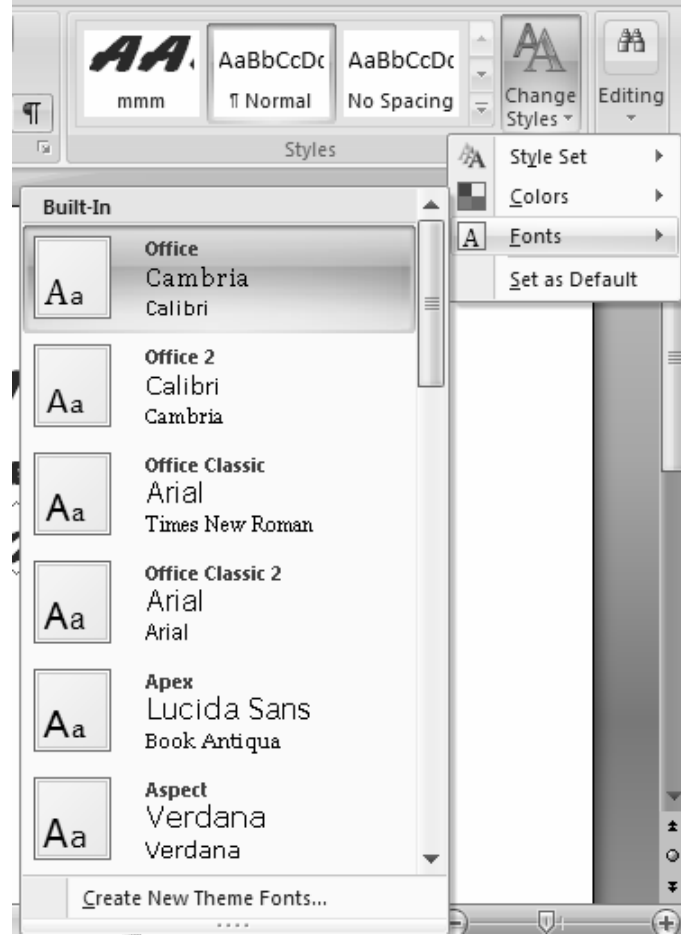 AA. AaBbCcDc AaBbCcDc
mmm ¶ Normal No Spacing
Change Styles
Editing
¶
Styles
Style Set
Colors
Fonts
Set as Default
Built-In
Aa
Office
Cambria
Calibri
Aa
Office 2
Calibri
Cambria
Aa
Office Classic
Arial
Times New Roman
Aa
Office Classic 2
Arial
Arial
Aa
Apex
Lucida Sans
Book Antiqua
Aa
Aspect
Verdana
Verdana
Create New Theme Fonts...